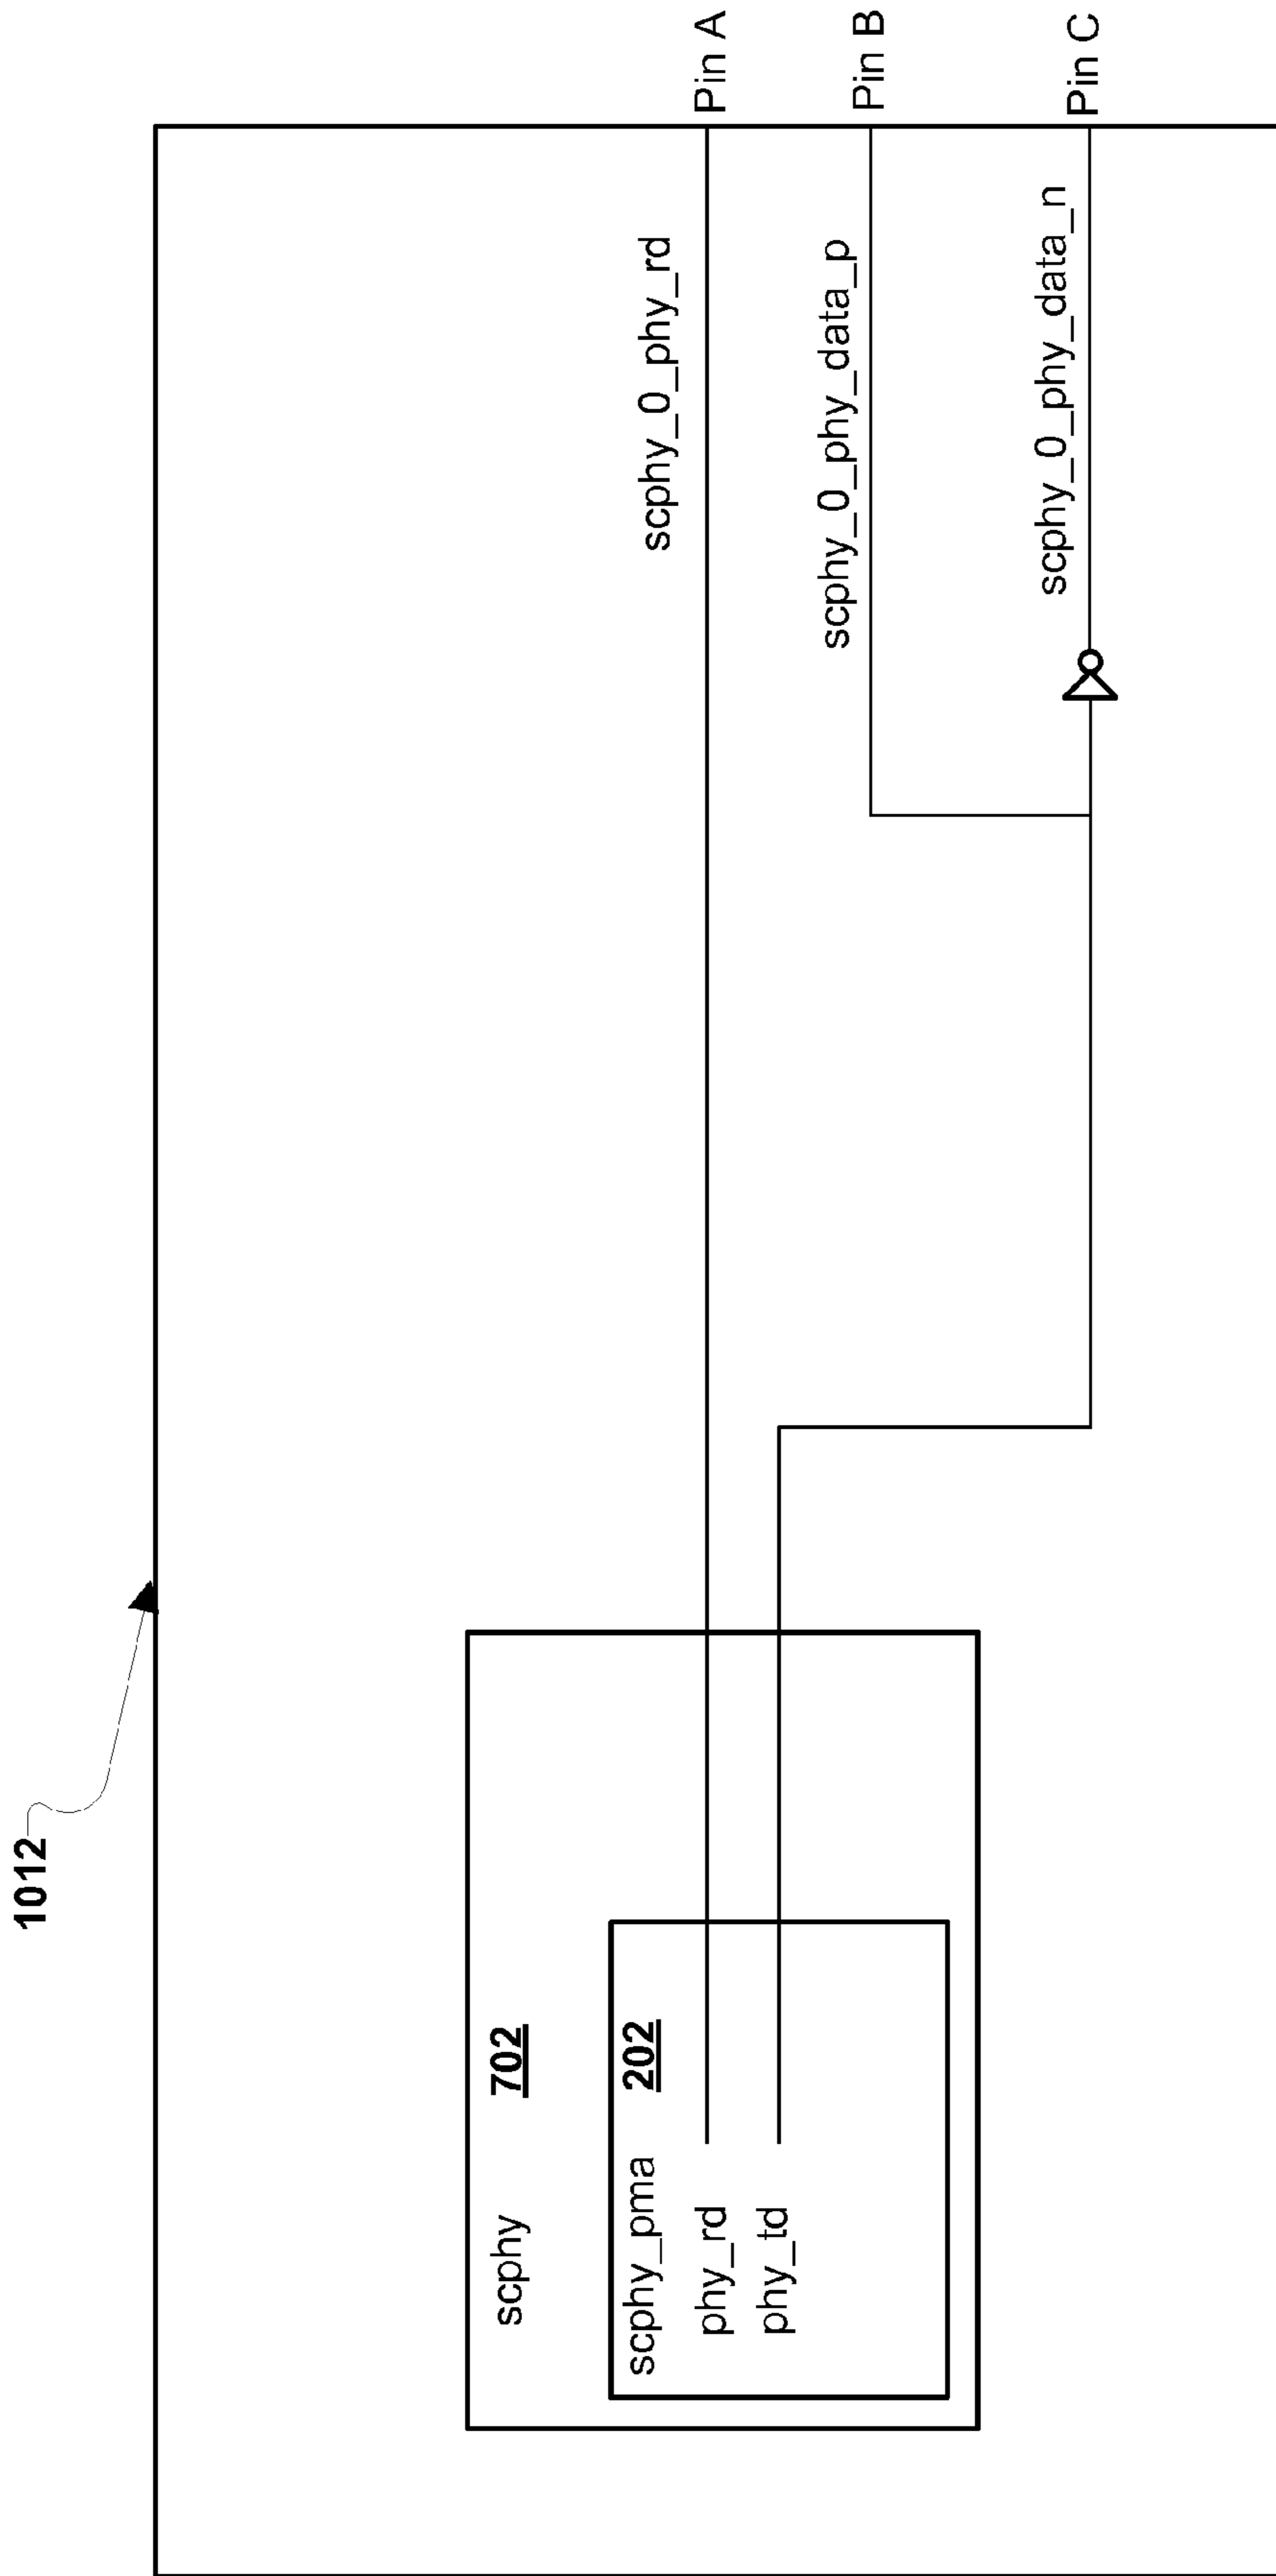 1012
scphy 702
scphy_pma 202
phy_rd
phy_td
scphy_0_phy_rd
scphy_0_phy_data_p
scphy_0_phy_data_n
Pin A
Pin B
Pin C